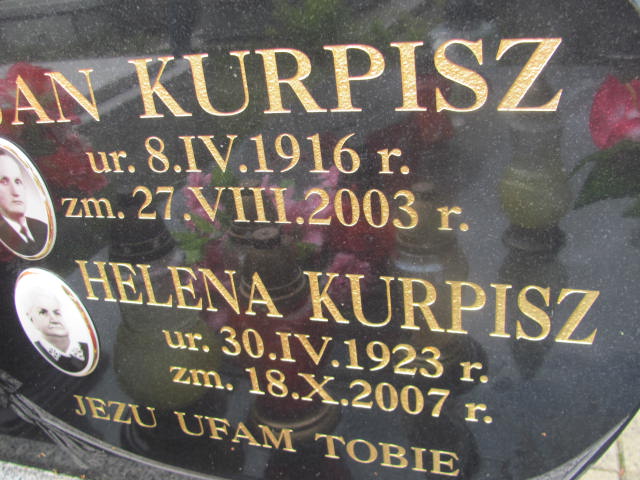 JAN KURPISZ
ur. 8.IV.1916 r.
zm. 27.VIII.2003 r.
HELENA KURPISZ
ur. 30.IV.1923 r.
zm. 18.X.2007 r.
JEZU UFAM TOBIE